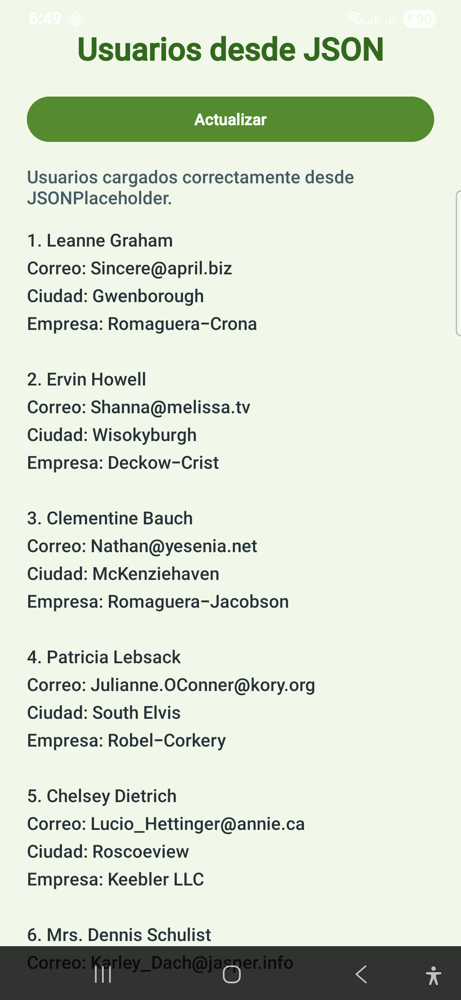 6:49
90
Usuarios desde JSON
Actualizar
Usuarios cargados correctamente desde
JSONPlaceholder.
1. Leanne Graham
Correo: Sincere@april.biz
Ciudad: Gwenborough
Empresa: Romaguera-Crona
2. Ervin Howell
Correo: Shanna@melissa.tv
Ciudad: Wisokyburgh
Empresa: Deckow-Crist
3. Clementine Bauch
Correo: Nathan@yesenia.net
Ciudad: McKenziehaven
Empresa: Romaguera-Jacobson
4. Patricia Lebsack
Correo: Julianne.OConner@kory.org
Ciudad: South Elvis
Empresa: Robel-Corkery
5. Chelsey Dietrich
Correo: Lucio_Hettinger@annie.ca
Ciudad: Roscoeview
Empresa: Keebler LLC
6. Mrs. Dennis Schulist
Correo: Karley_Dach@jasper.info